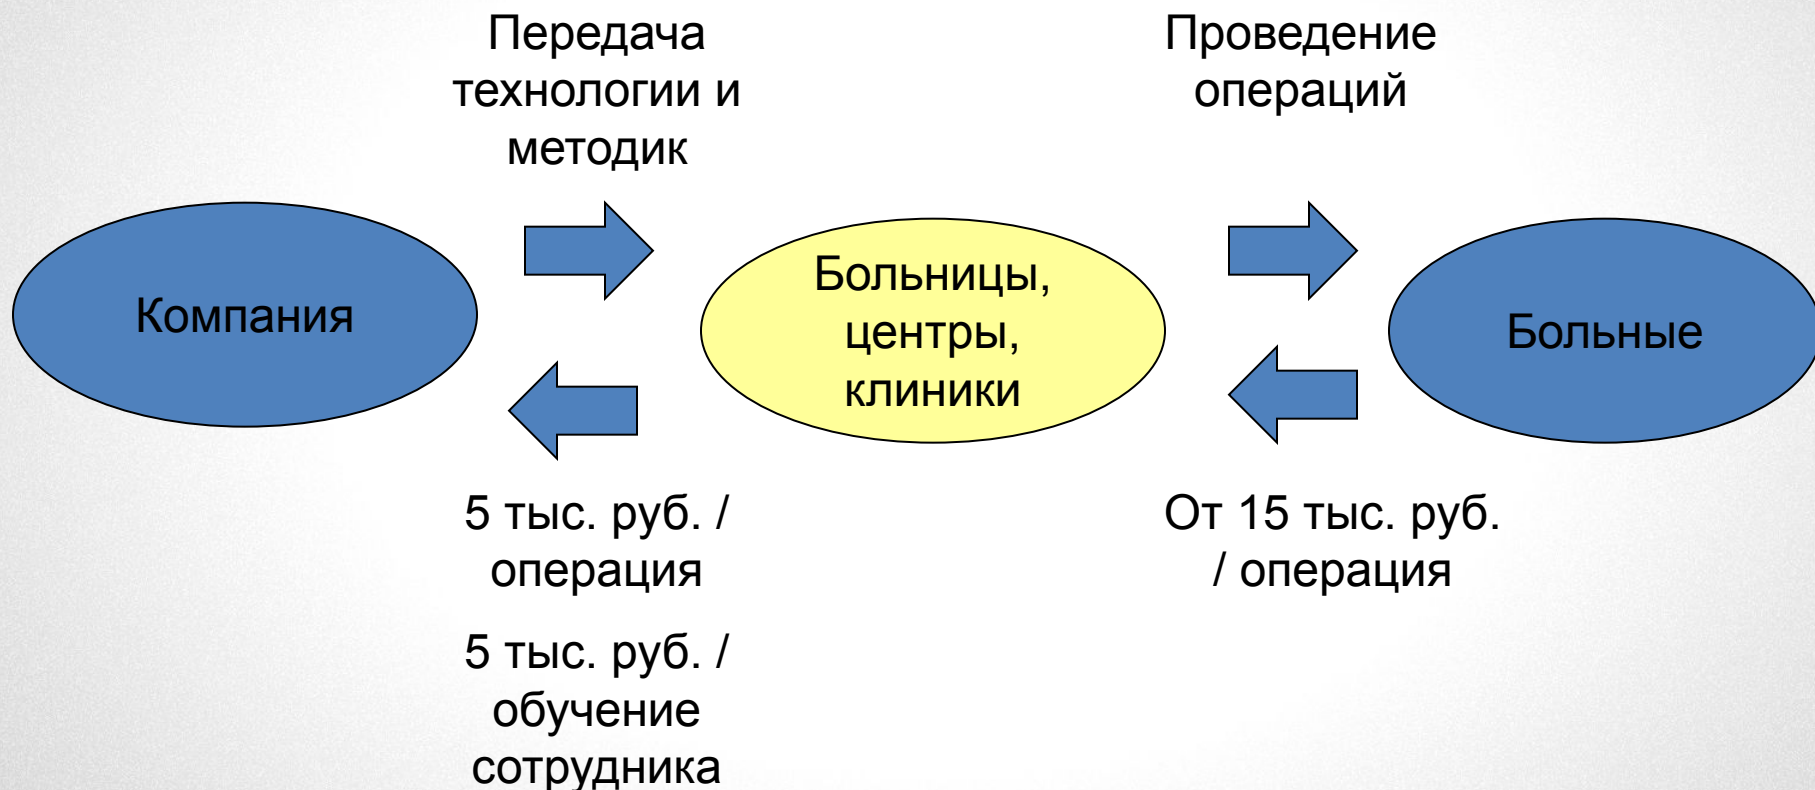 Передача
технологии и
методик
Проведение
операций
Компания
Больницы,
центры,
клиники
Больные
5 тыс. руб. /
операция
5 тыс. руб. /
обучение
сотрудника
От 15 тыс. руб.
/ операция